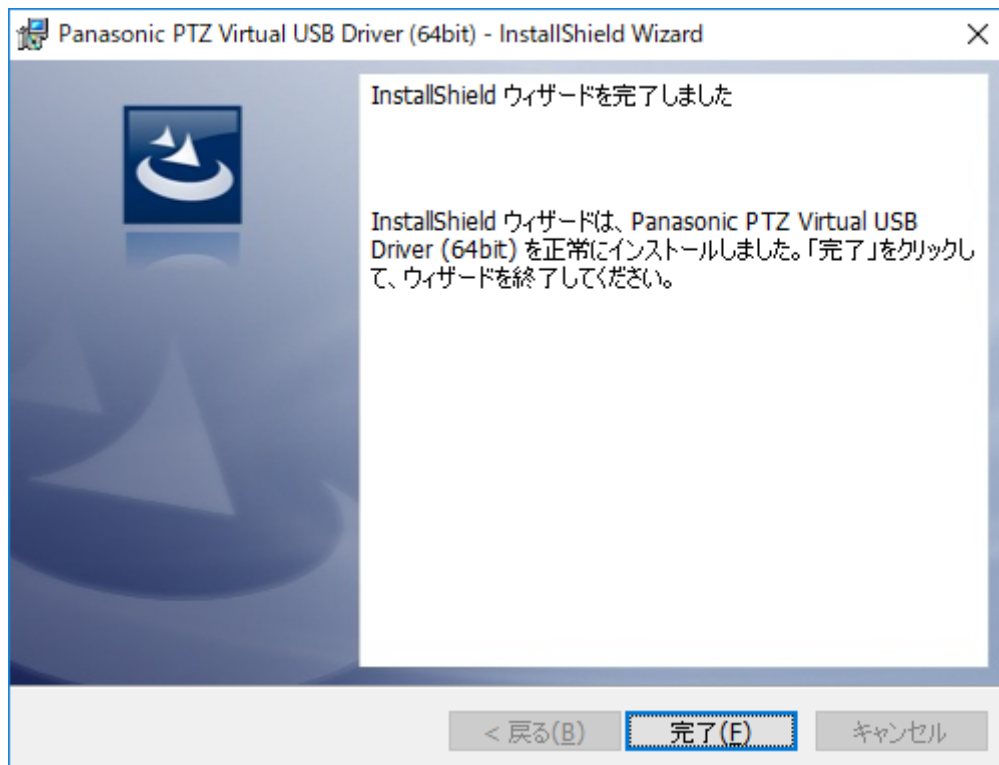 Panasonic PTZ Virtual USB Driver (64bit) - InstallShield Wizard
InstallShield ウィザードを完了しました
InstallShield ウィザードは、Panasonic PTZ Virtual USB
Driver (64bit) を正常にインストールしました。「完了」をクリックし
て、ウィザードを終了してください。
< 戻る(B)
完了(F)
キャンセル